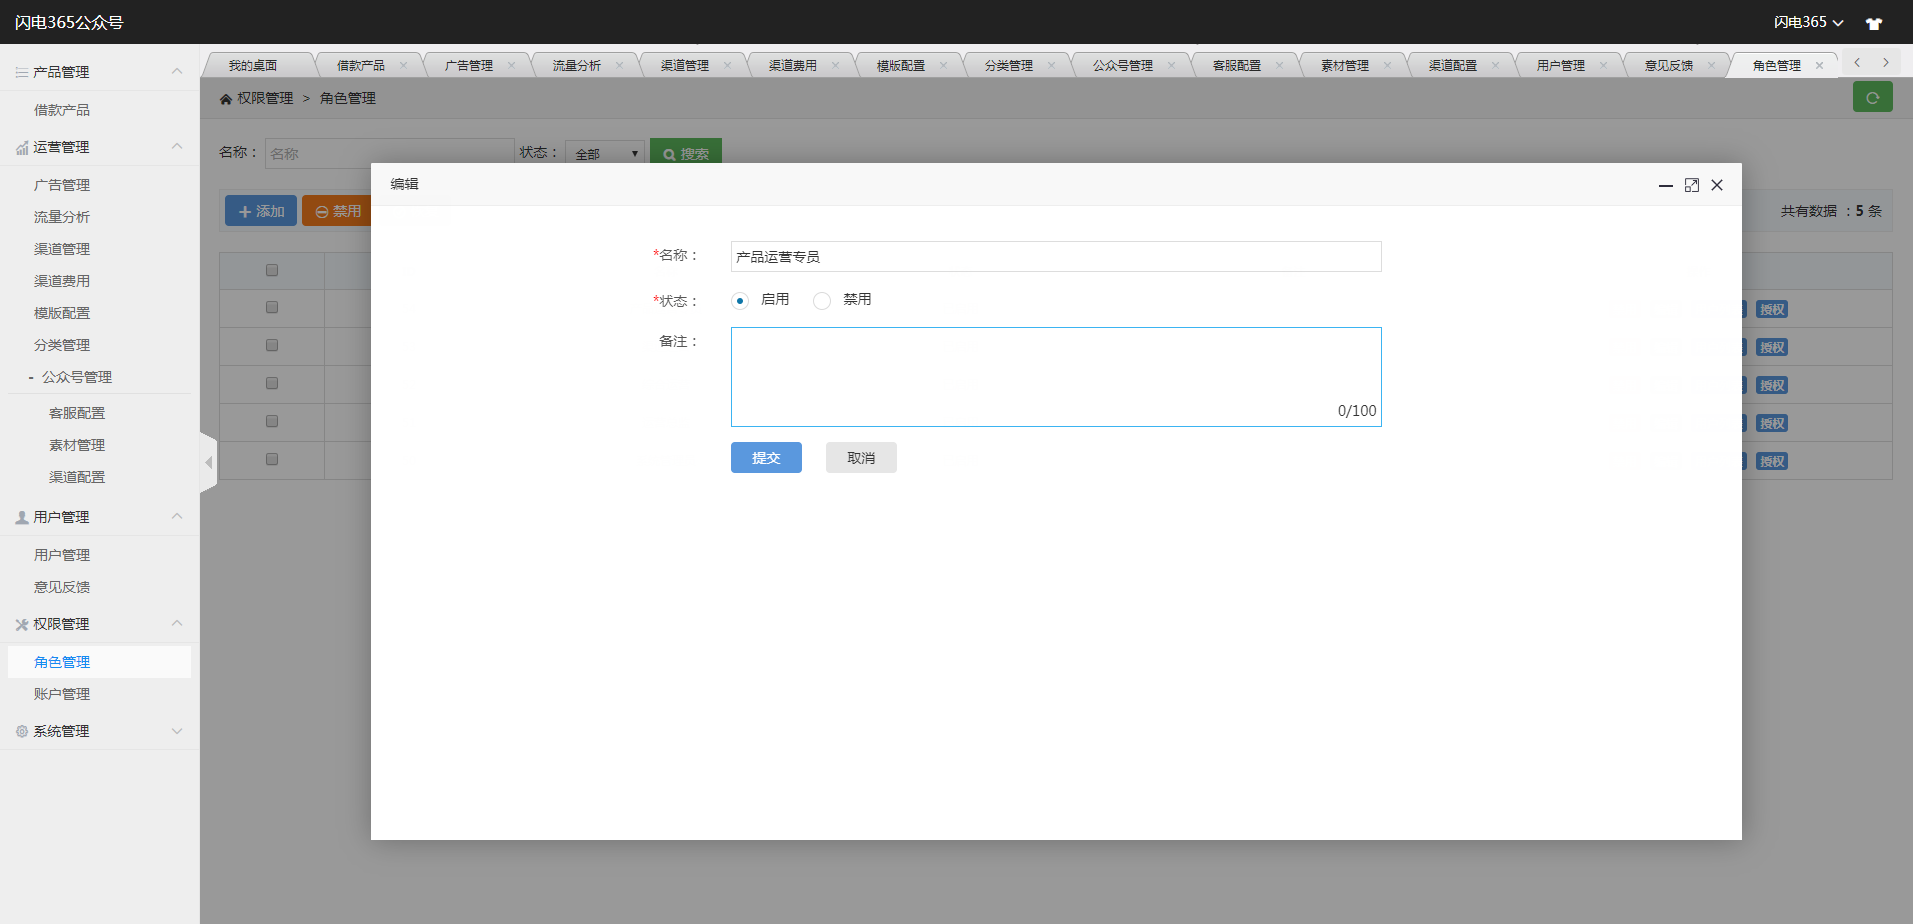 闪电365公众号
闪电365
产品管理
借款产品
运营管理
广告管理
流量分析
渠道管理
渠道费用
模版配置
分类管理
- 公众号管理
客服配置
素材管理
渠道配置
用户管理
用户管理
意见反馈
权限管理
角色管理
账户管理
系统管理
我的桌面 借款产品 广告管理 流量分析 渠道管理 渠道费用 模版配置 分类管理 公众号管理 客服配置 素材管理 渠道配置 用户管理 意见反馈 角色管理
权限管理 > 角色管理
名称： 名称 状态： 全部 搜索
添加 禁用
共有数据 ：5 条
授权
授权
授权
授权
授权
编辑
*名称： 产品运营专员
*状态： 启用 禁用
备注：
0/100
提交 取消